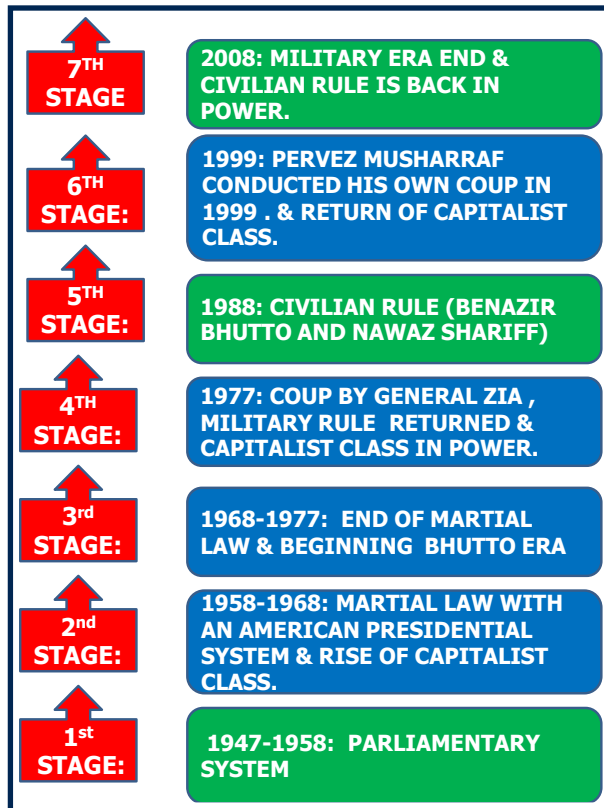 7TH
STAGE
2008: MILITARY ERA END &
CIVILIAN RULE IS BACK IN
POWER.
6TH
STAGE:
1999: PERVEZ MUSHARRAF
CONDUCTED HIS OWN COUP IN
1999 . & RETURN OF CAPITALIST
CLASS.
5TH
STAGE:
1988: CIVILIAN RULE (BENAZIR
BHUTTO AND NAWAZ SHARIFF)
4TH
STAGE:
1977: COUP BY GENERAL ZIA ,
MILITARY RULE RETURNED &
CAPITALIST CLASS IN POWER.
3rd
STAGE:
1968-1977: END OF MARTIAL
LAW & BEGINNING BHUTTO ERA
2nd
STAGE:
1958-1968: MARTIAL LAW WITH
AN AMERICAN PRESIDENTIAL
SYSTEM & RISE OF CAPITALIST
CLASS.
1st
STAGE:
1947-1958: PARLIAMENTARY
SYSTEM